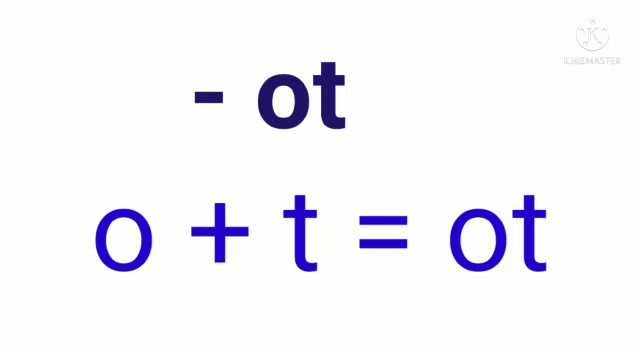 KINEMASTER
- ot
o + t = ot